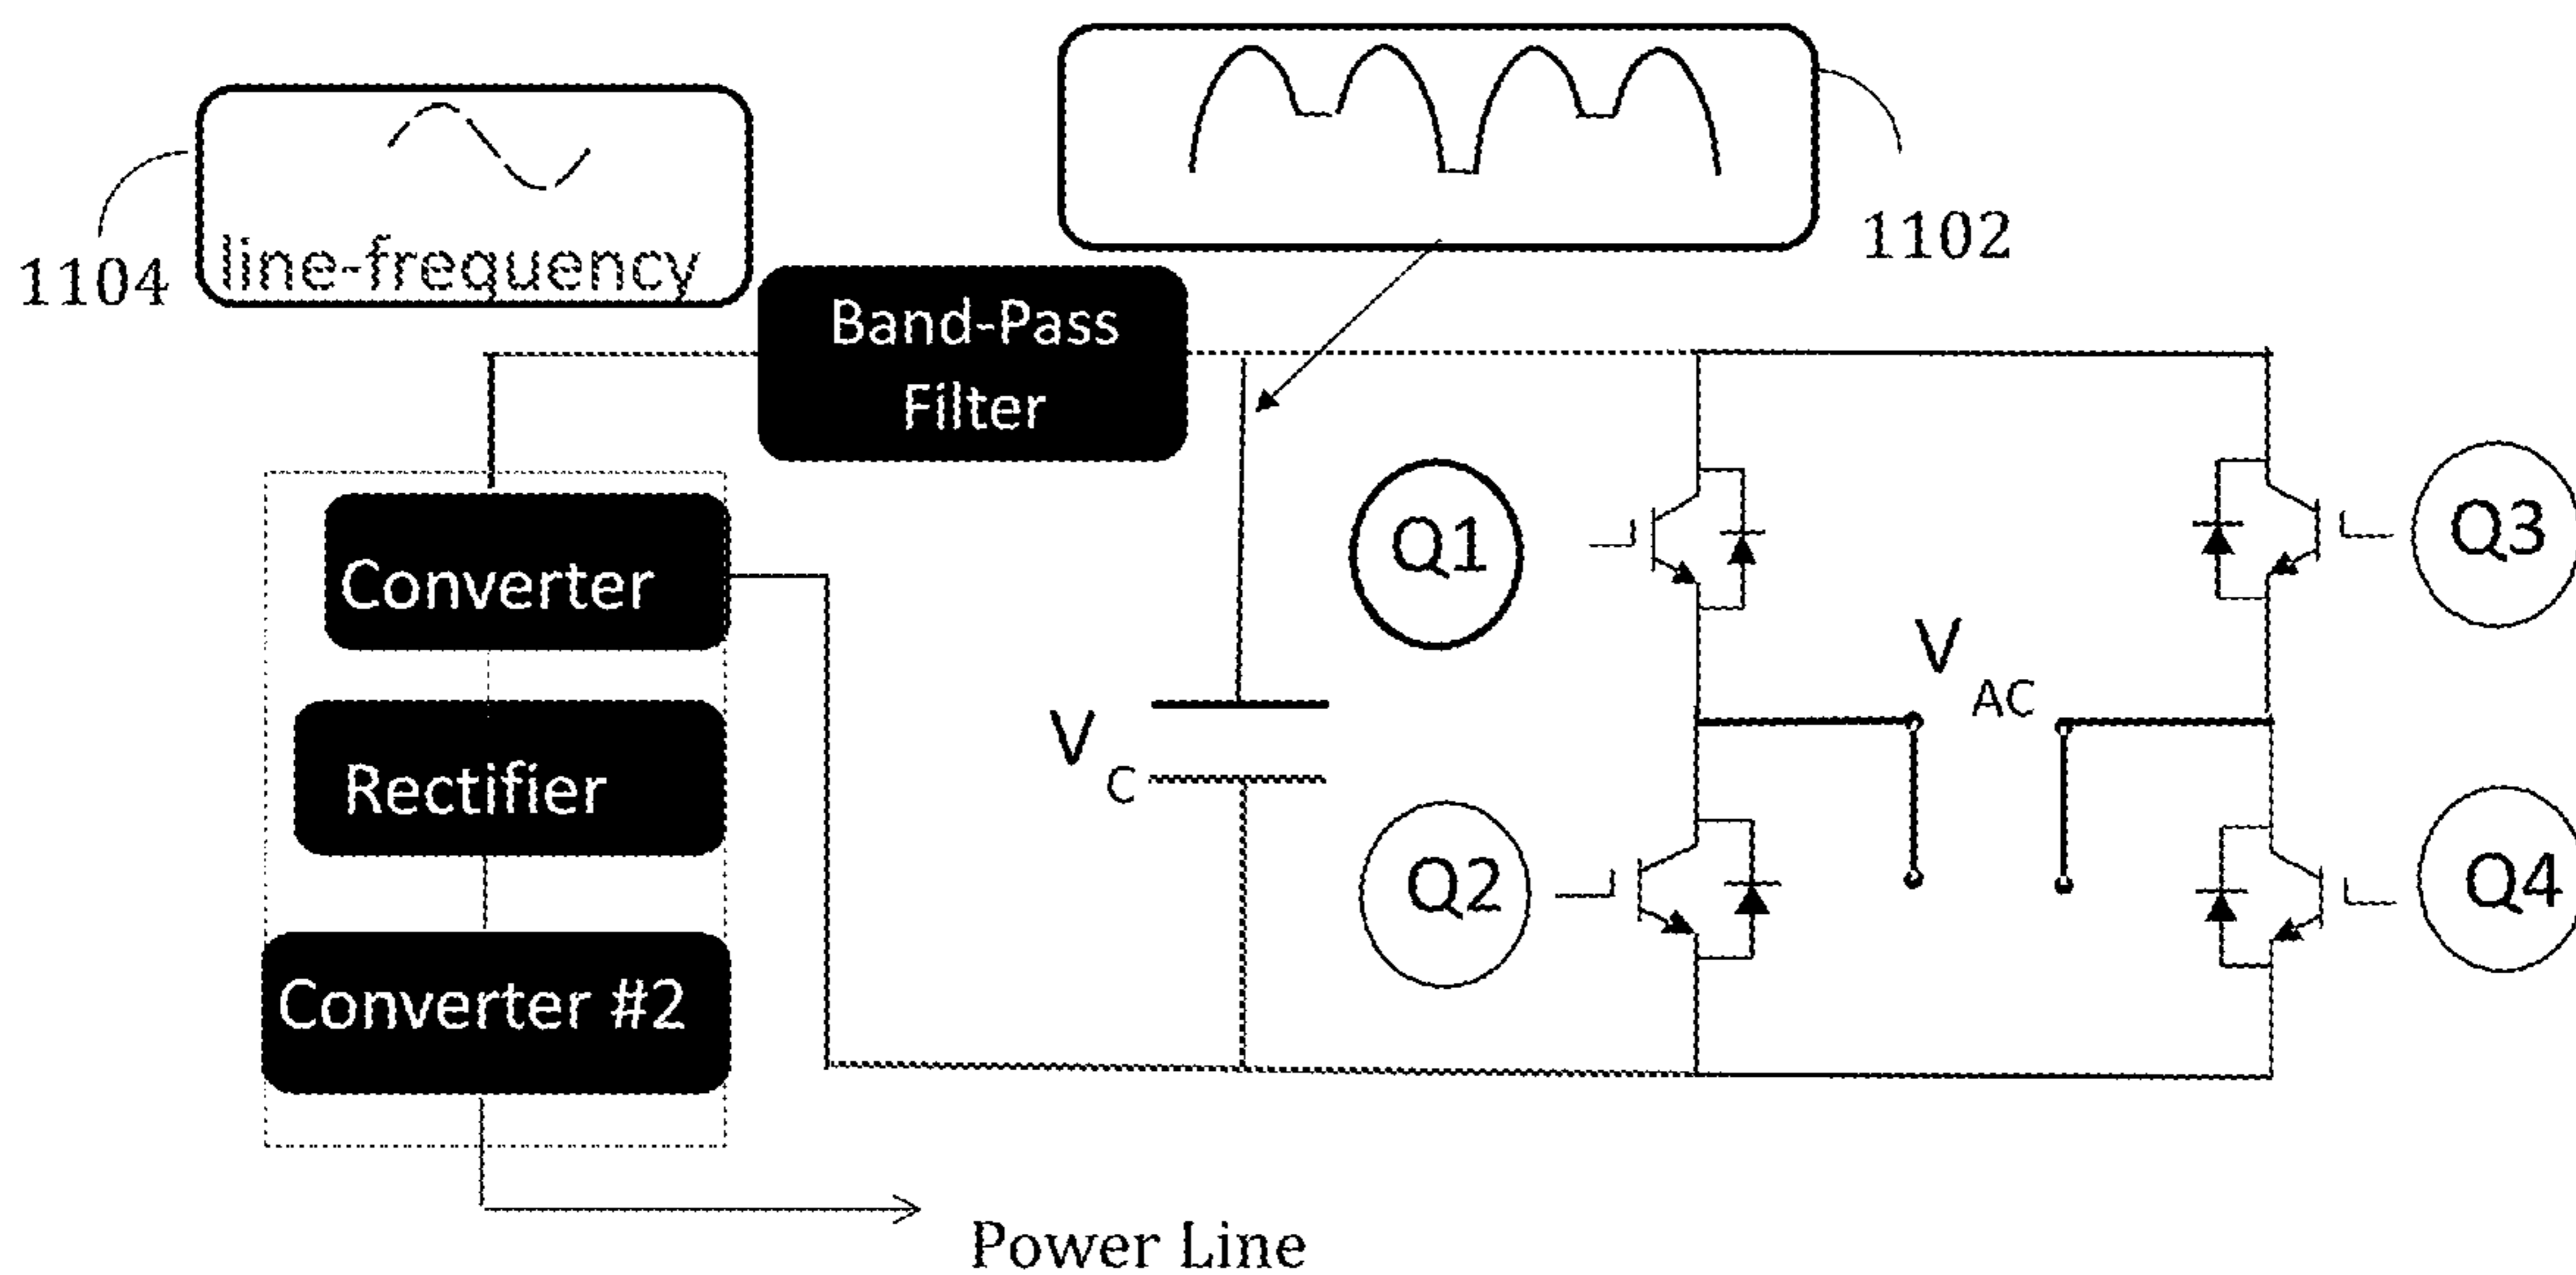 1102
1104
line-frequency
Band-Pass
Filter
Converter
Rectifier
Converter #2
Power Line
V
C
Q1
Q2
V
AC
Q3
Q4